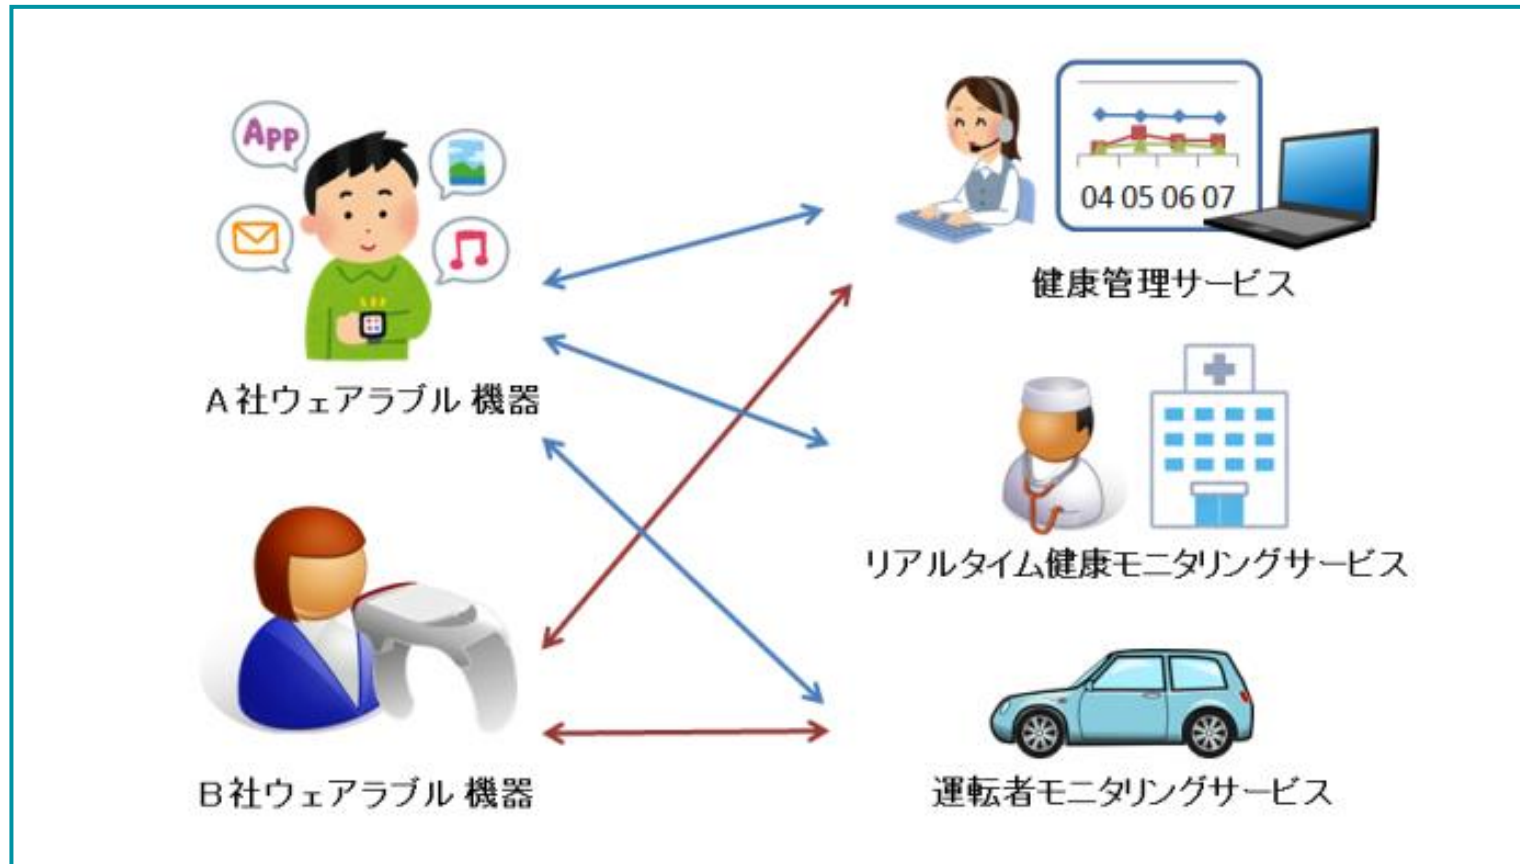 App
04 05 06 07
健康管理サービス
A社ウェアラブル 機器
リアルタイム健康モニタリングサービス
B社ウェアラブル 機器
運転者モニタリングサービス